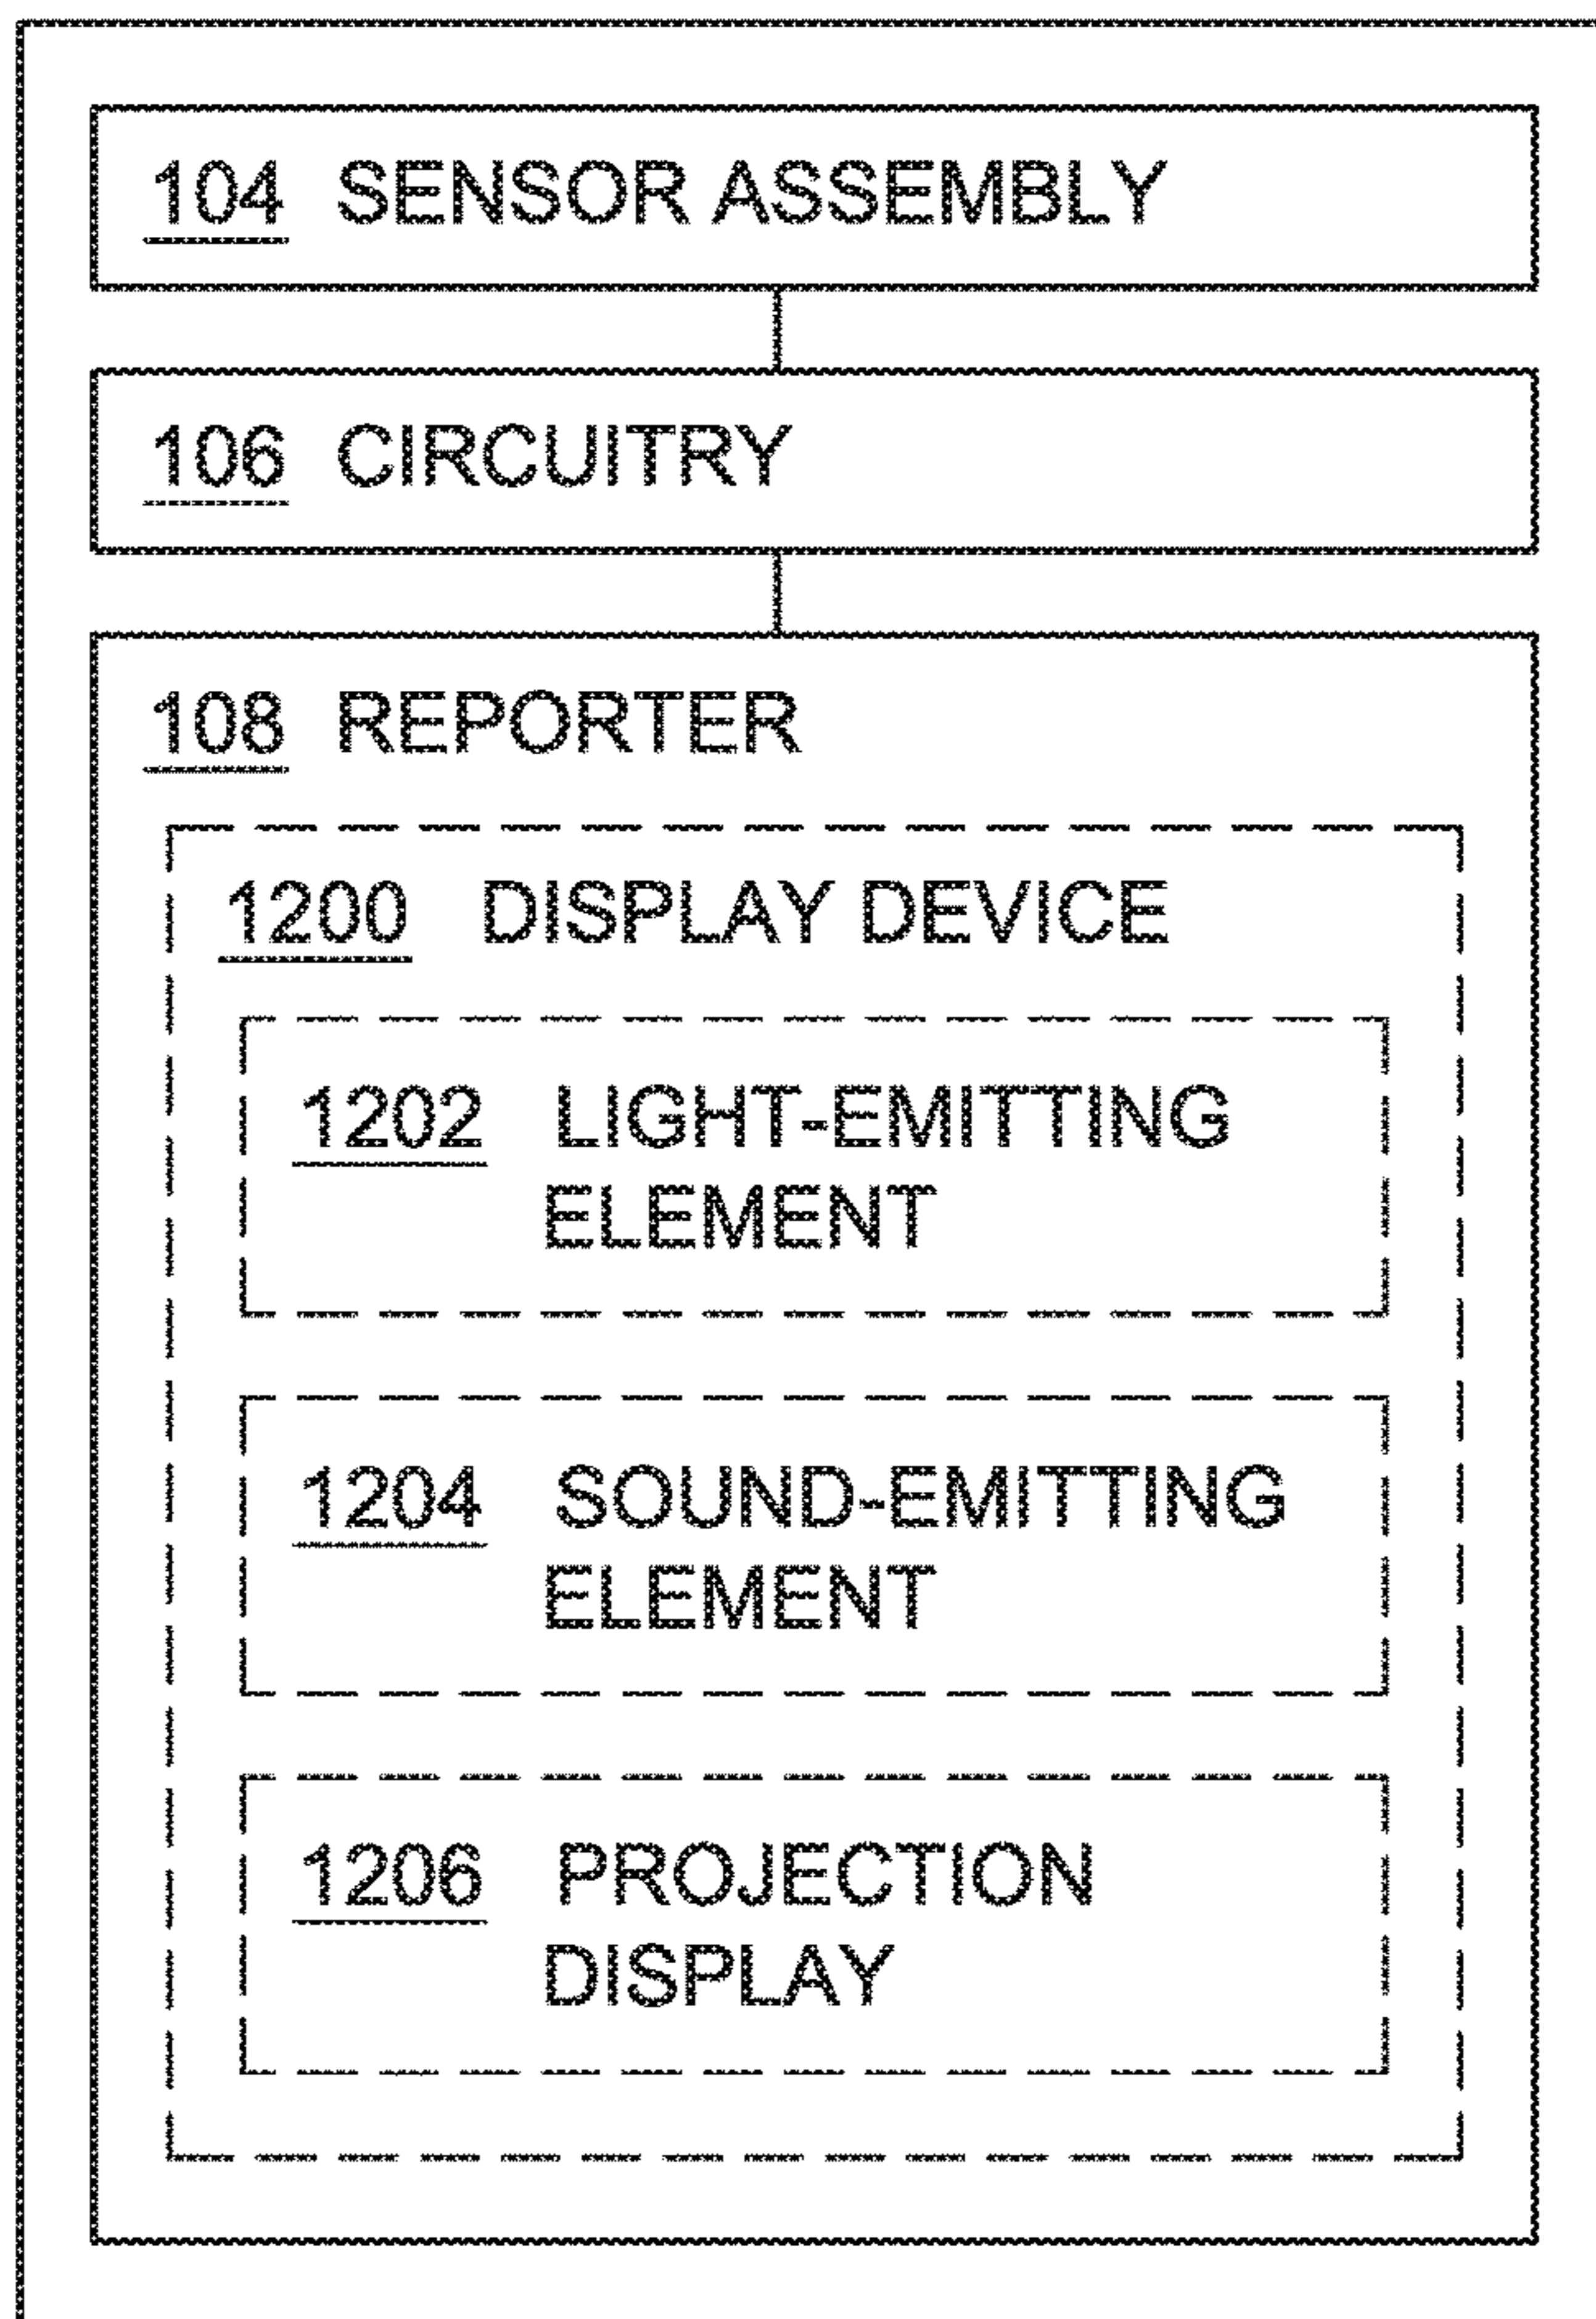 104 SENSOR ASSEMBLY
106 CIRCUITRY
108 REPORTER
1200 DISPLAY DEVICE
1202 LIGHT-EMITTING
ELEMENT
1204 SOUND-EMITTING
ELEMENT
1206 PROJECTION
DISPLAY